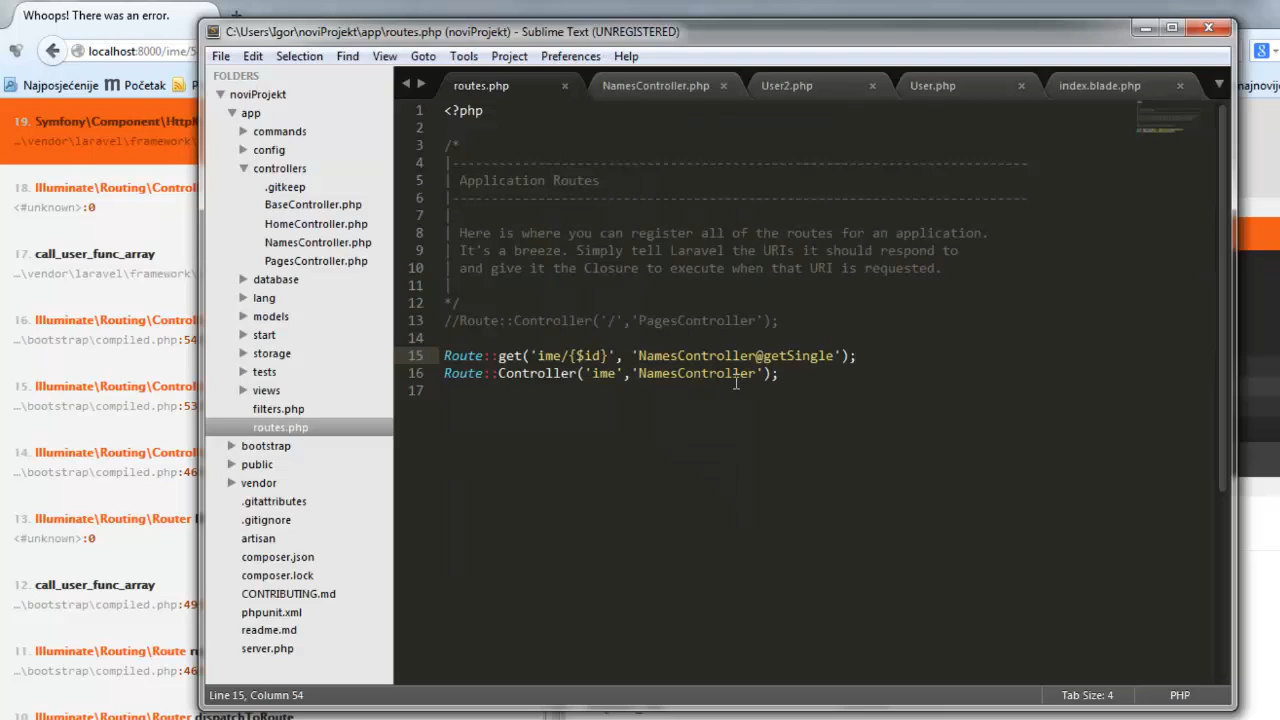 Whoops! There was an error.
localhost:8000/ime/5
Najposjećenije
Početak
19. Symfony\Component\HttpK
…\vendor\laravel\framework\
18. Illuminate\Routing\Control
<#unknown>:0
17. call_user_func_array
…\vendor\laravel\framework\
16. Illuminate\Routing\Control
…\bootstrap\compiled.php:54
15. Illuminate\Routing\Control
…\bootstrap\compiled.php:53
14. Illuminate\Routing\Control
…\bootstrap\compiled.php:46
13. Illuminate\Routing\Router
<#unknown>:0
12. call_user_func_array
…\bootstrap\compiled.php:49
11. Illuminate\Routing\Route ru
…\bootstrap\compiled.php:46
10. Illuminate\Routing\Router dispatchToRoute
C:\Users\Igor\noviProjekt\app\routes.php (noviProjekt) - Sublime Text (UNREGISTERED)
File Edit Selection Find View Goto Tools Project Preferences Help
FOLDERS
noviProjekt
app
commands
config
controllers
.gitkeep
BaseController.php
HomeController.php
NamesController.php
PagesController.php
database
lang
models
start
storage
tests
views
filters.php
routes.php
bootstrap
public
vendor
.gitattributes
.gitignore
artisan
composer.json
composer.lock
CONTRIBUTING.md
phpunit.xml
readme.md
server.php
routes.php NamesController.php User2.php User.php index.blade.php
1 <?php
2
3 /*
4 |--------------------------------------------------------------------------
5 | Application Routes
6 |--------------------------------------------------------------------------
7 |
8 | Here is where you can register all of the routes for an application.
9 | It's a breeze. Simply tell Laravel the URIs it should respond to
10 | and give it the Closure to execute when that URI is requested.
11 |
12 */
13 //Route::Controller('/','PagesController');
14
15 Route::get('ime/{$id}', 'NamesController@getSingle');
16 Route::Controller('ime','NamesController');
17
Line 15, Column 54
Tab Size: 4
PHP
najnovij